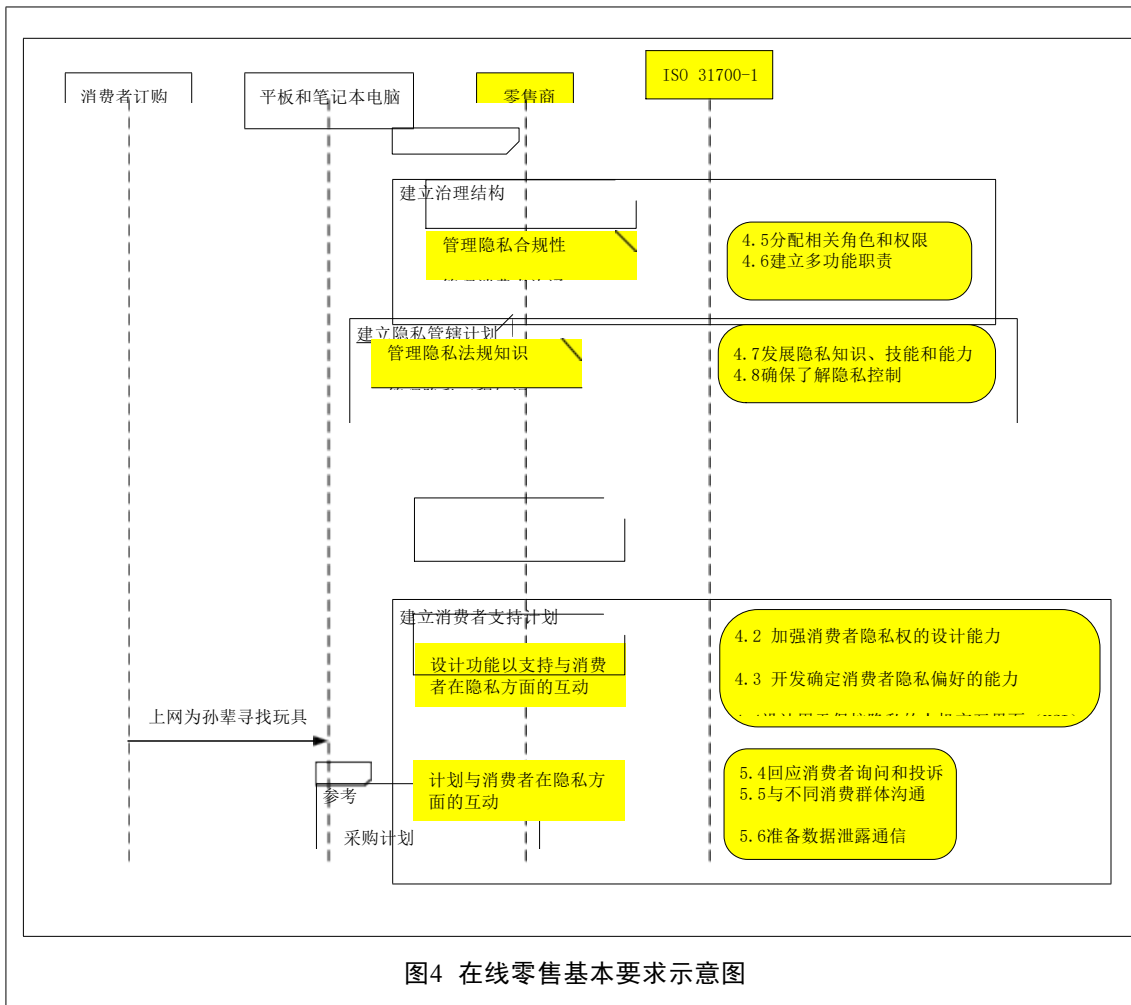 ISO 31700-1
消费者订购
平板和笔记本电脑
零售商
建立治理结构
管理隐私合规性
4.5分配相关角色和权限
4.6建立多功能职责
建立隐私管辖计划
管理隐私法规知识
4.7发展隐私知识、技能和能力
4.8确保了解隐私控制
建立消费者支持计划
设计功能以支持与消费
者在隐私方面的互动
4.2 加强消费者隐私权的设计能力
4.3 开发确定消费者隐私偏好的能力
上网为孙辈寻找玩具
参考
采购计划
计划与消费者在隐私方
面的互动
5.4回应消费者询问和投诉
5.5与不同消费群体沟通
5.6准备数据泄露通信
图4 在线零售基本要求示意图